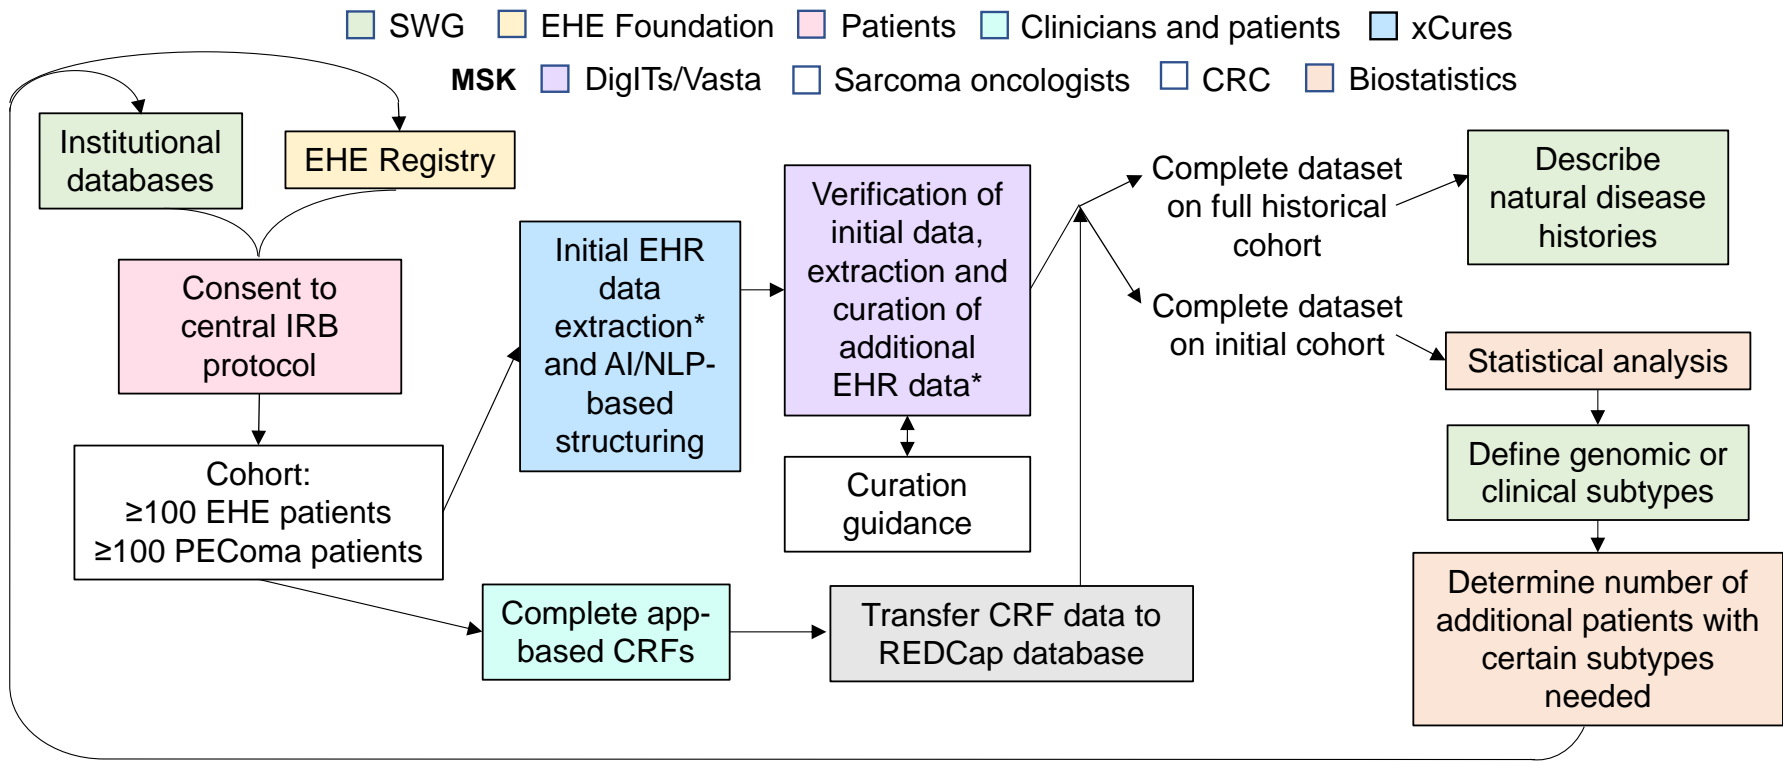 SWG EHE Foundation Patients Clinicians and patients xCures
MSK DigITs/Vasta Sarcoma oncologists CRC Biostatistics
Institutional
databases
EHE Registry
Consent to
central IRB
protocol
Cohort:
≥100 EHE patients
≥100 PEComa patients
Initial EHR
data
extraction*
and AI/NLP-
based
structuring
Verification of
initial data,
extraction and
curation of
additional
EHR data*
Curation
guidance
Complete app-
based CRFs
Transfer CRF data to
REDCap database
Complete dataset
on full historical
cohort
Complete dataset
on initial cohort
Describe
natural disease
histories
Statistical analysis
Define genomic or
clinical subtypes
Determine number of
additional patients with
certain subtypes
needed